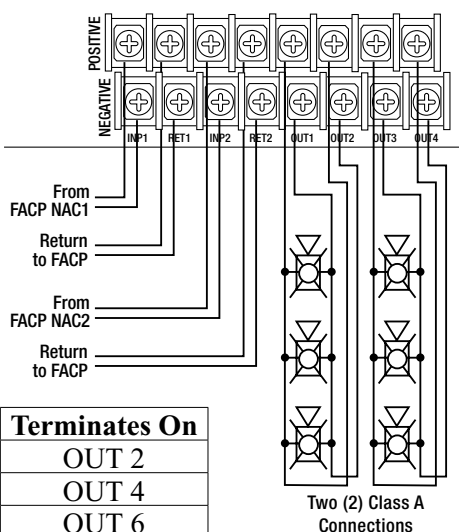 POSITIVE
NEGATIVE
INP1 RET1 INP2 RET2 OUT1 OUT2 OUT3 OUT4
From
FACP NAC1
Return
to FACP
From
FACP NAC2
Return
to FACP
Terminates On
OUT 2
OUT 4
OUT 6
Two (2) Class A
Connections